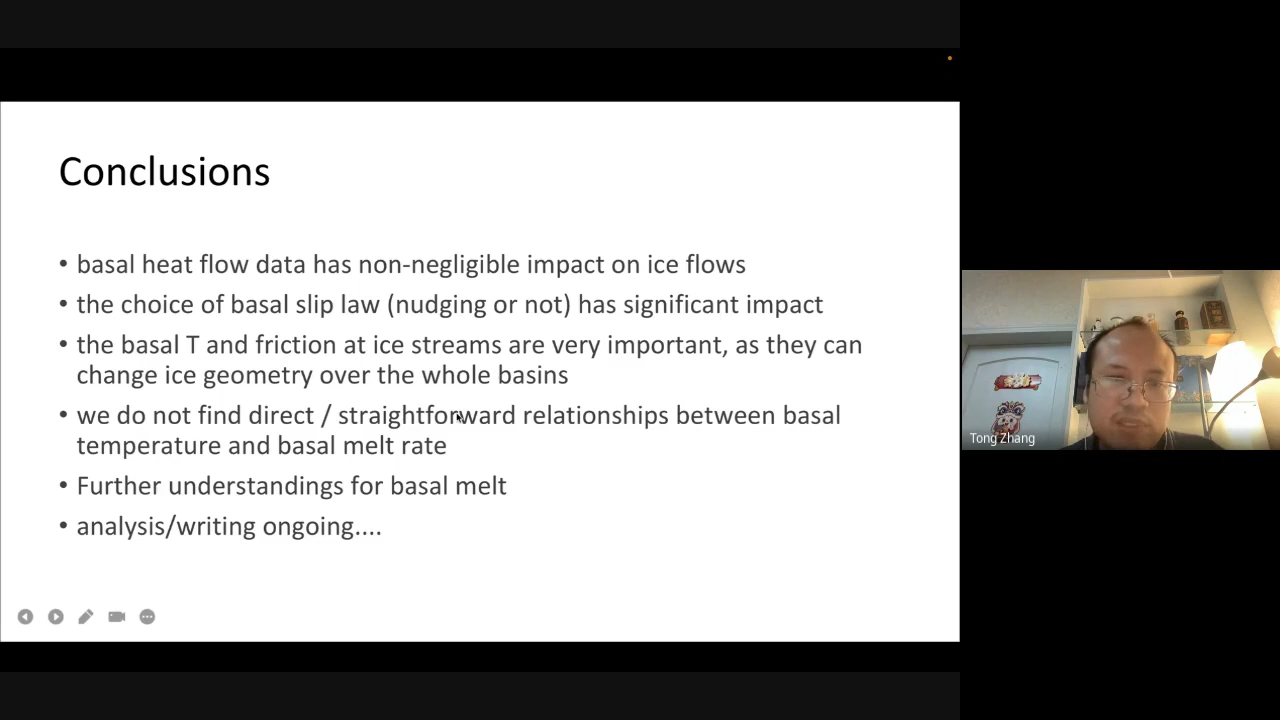 Conclusions
• basal heat flow data has non-negligible impact on ice flows
• the choice of basal slip law (nudging or not) has significant impact
• the basal T and friction at ice streams are very important, as they can
change ice geometry over the whole basins
• we do not find direct / straightforward relationships between basal
temperature and basal melt rate
• Further understandings for basal melt
• analysis/writing ongoing....
Tong Zhang